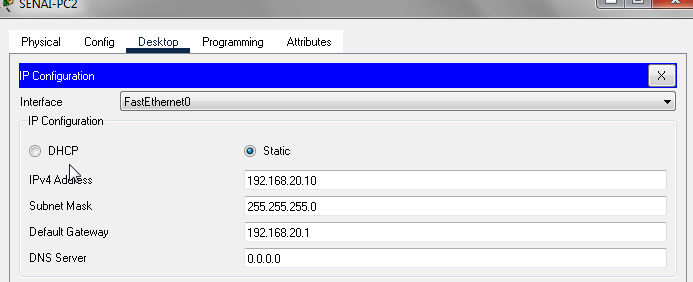 SENAI-PC2
Physical Config Desktop Programming Attributes
IP Configuration X
Interface FastEthernet0
IP Configuration
DHCP Static
IPv4 Address 192.168.20.10
Subnet Mask 255.255.255.0
Default Gateway 192.168.20.1
DNS Server 0.0.0.0